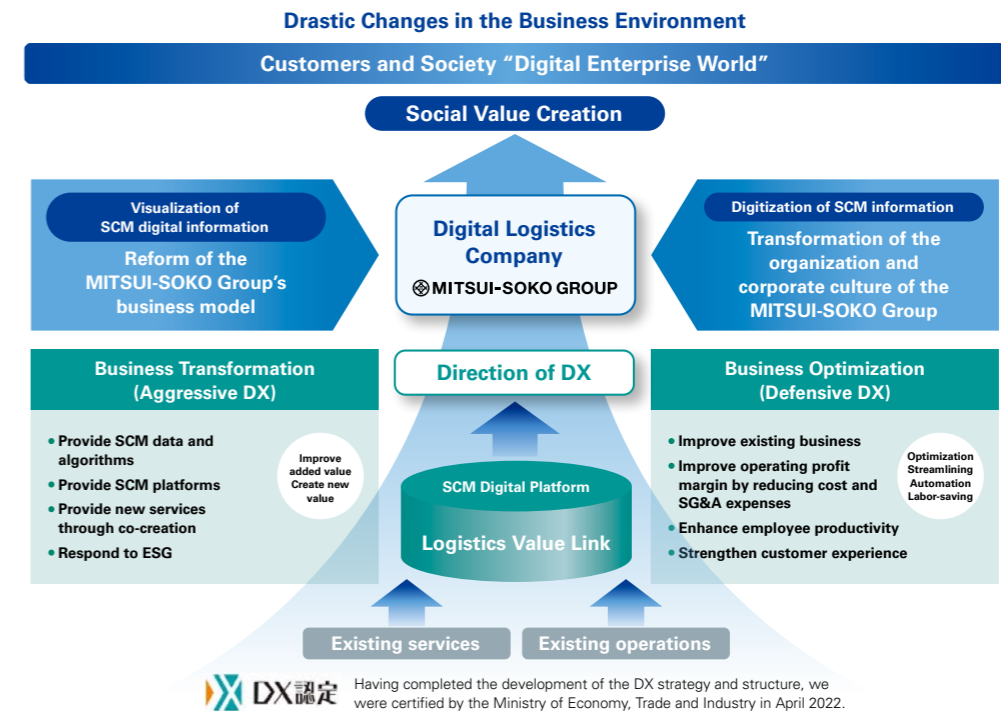 Drastic Changes in the Business Environment
Customers and Society “Digital Enterprise World”
Social Value Creation
Visualization of
SCM digital information
Reform of the
MITSUI-SOKO Group’s
business model
Digital Logistics
Company
MITSUI-SOKO GROUP
Digitization of SCM information
Transformation of the
organization and
corporate culture of the
MITSUI-SOKO Group
Business Transformation
(Aggressive DX)
• Provide SCM data and
algorithms
• Provide SCM platforms
• Provide new services
through co-creation
• Respond to ESG
Improve
added value
Create new
value
Direction of DX
SCM Digital Platform
Logistics Value Link
Existing services
Existing operations
Business Optimization
(Defensive DX)
• Improve existing business
• Improve operating profit
margin by reducing cost and
SG&A expenses
• Enhance employee productivity
• Strengthen customer experience
Optimization
Streamlining
Automation
Labor-saving
DX認定
Having completed the development of the DX strategy and structure, we
were certified by the Ministry of Economy, Trade and Industry in April 2022.